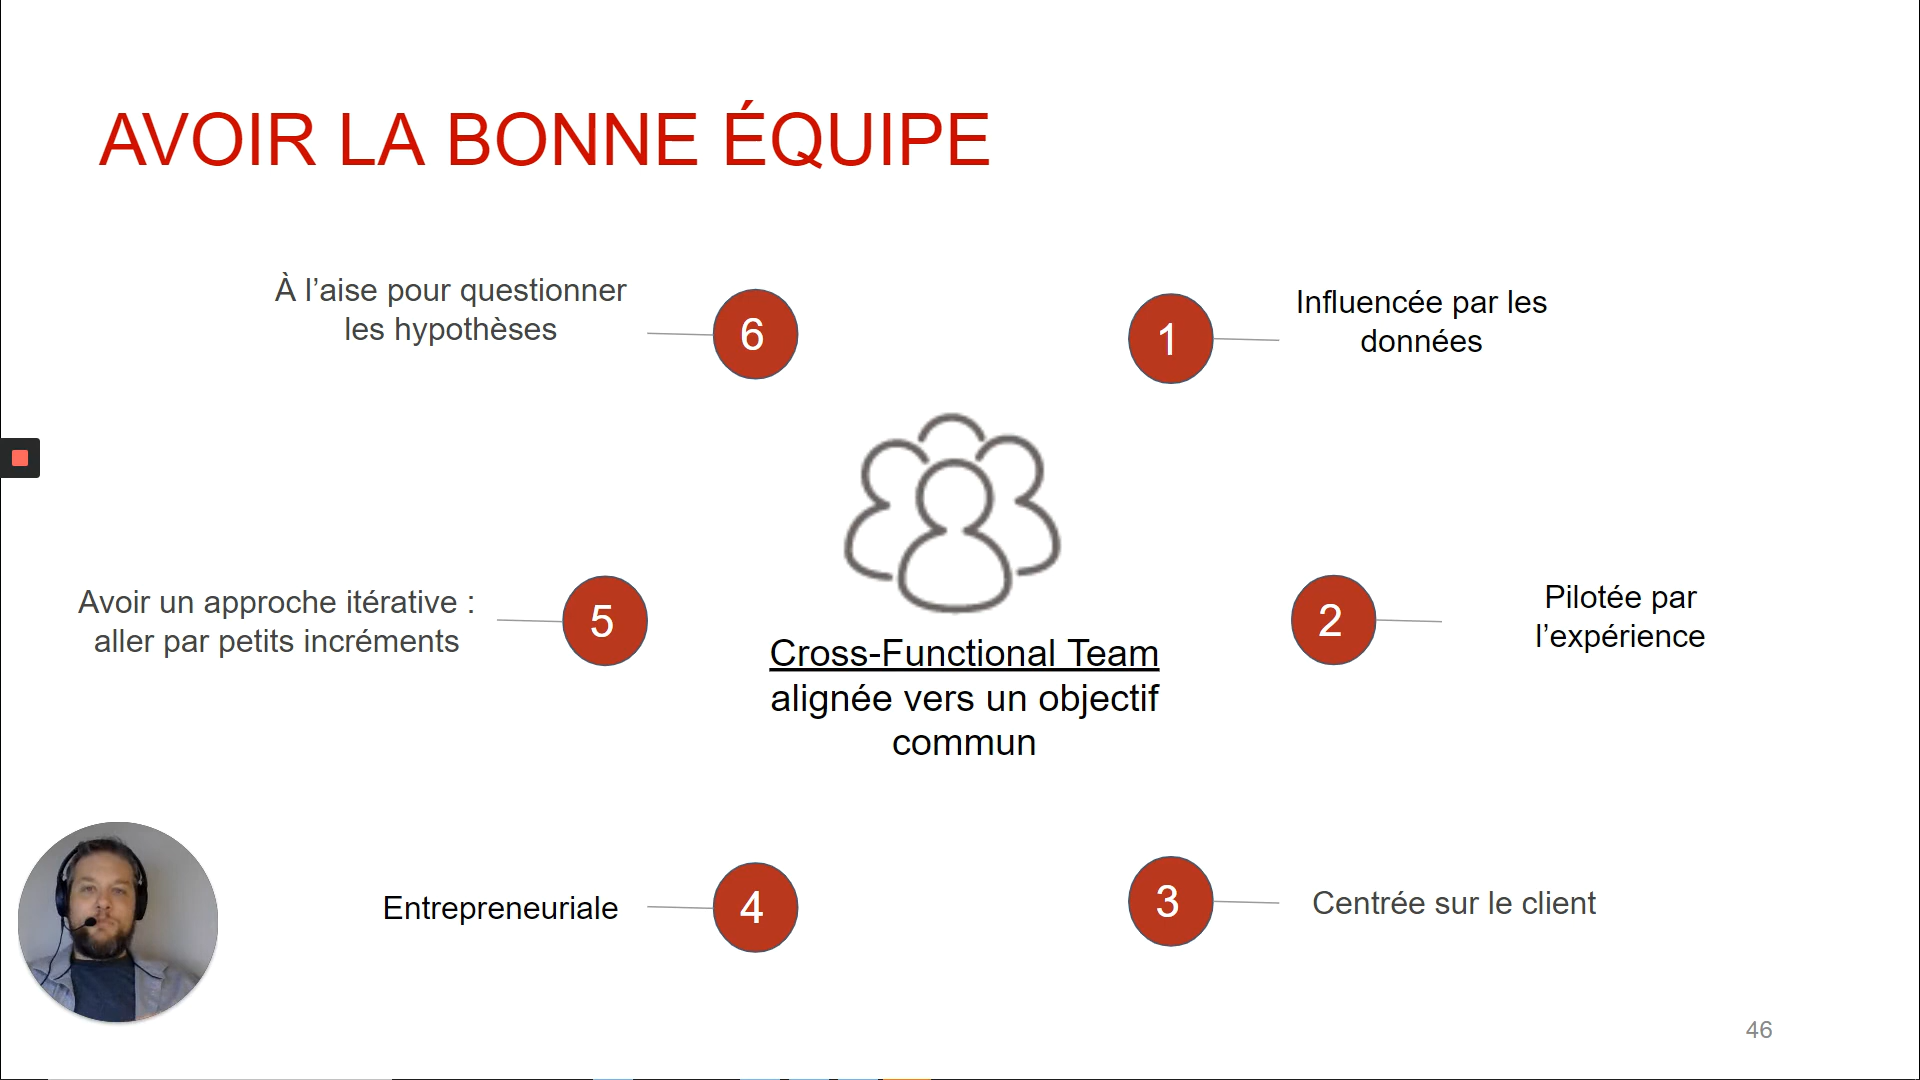 AVOIR LA BONNE ÉQUIPE
À l’aise pour questionner
les hypothèses
6
1
Influencée par les
données
Avoir un approche itérative :
aller par petits incréments
5
Cross-Functional Team
alignée vers un objectif
commun
2
Pilotée par
l’expérience
Entrepreneuriale
4
3
Centrée sur le client
46